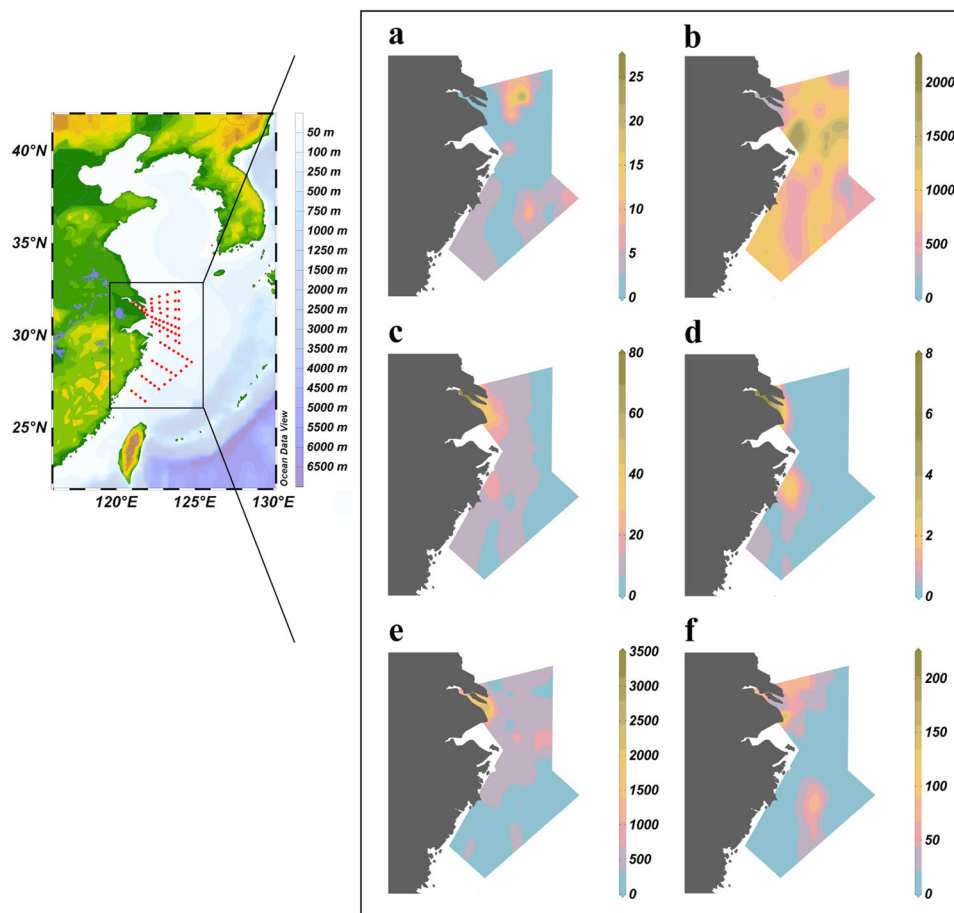 a
b
25
20
15
10
5
0
2000
1500
1000
500
0
40°N
35°N
30°N
25°N
120°E
125°E
130°E
50 m
100 m
250 m
500 m
750 m
1000 m
1250 m
1500 m
2000 m
2500 m
3000 m
3500 m
4000 m
4500 m
5000 m
6000 m
6500 m
Ocean Data View
c
d
80
60
40
20
0
8
6
4
2
0
e
f
3500
3000
2500
2000
1500
1000
500
0
200
150
100
50
0